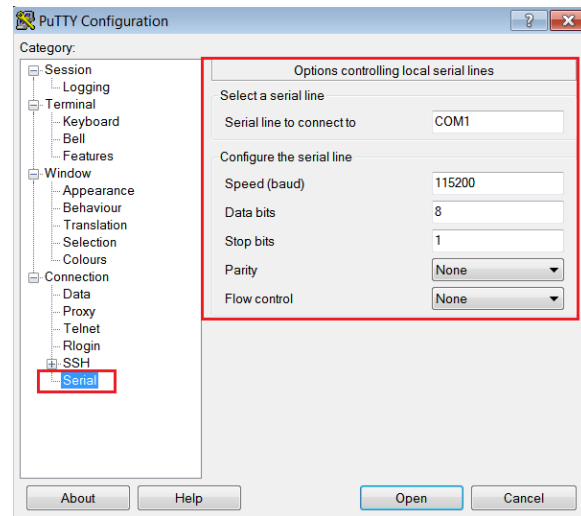 PuTTY Configuration
Category:
Session
Logging
Terminal
Keyboard
Bell
Features
Window
Appearance
Behaviour
Translation
Selection
Colours
Connection
Data
Proxy
Telnet
Rlogin
SSH
Serial
Options controlling local serial lines
Select a serial line
Serial line to connect to COM1
Configure the serial line
Speed (baud) 115200
Data bits 8
Stop bits 1
Parity None
Flow control None
About Help Open Cancel